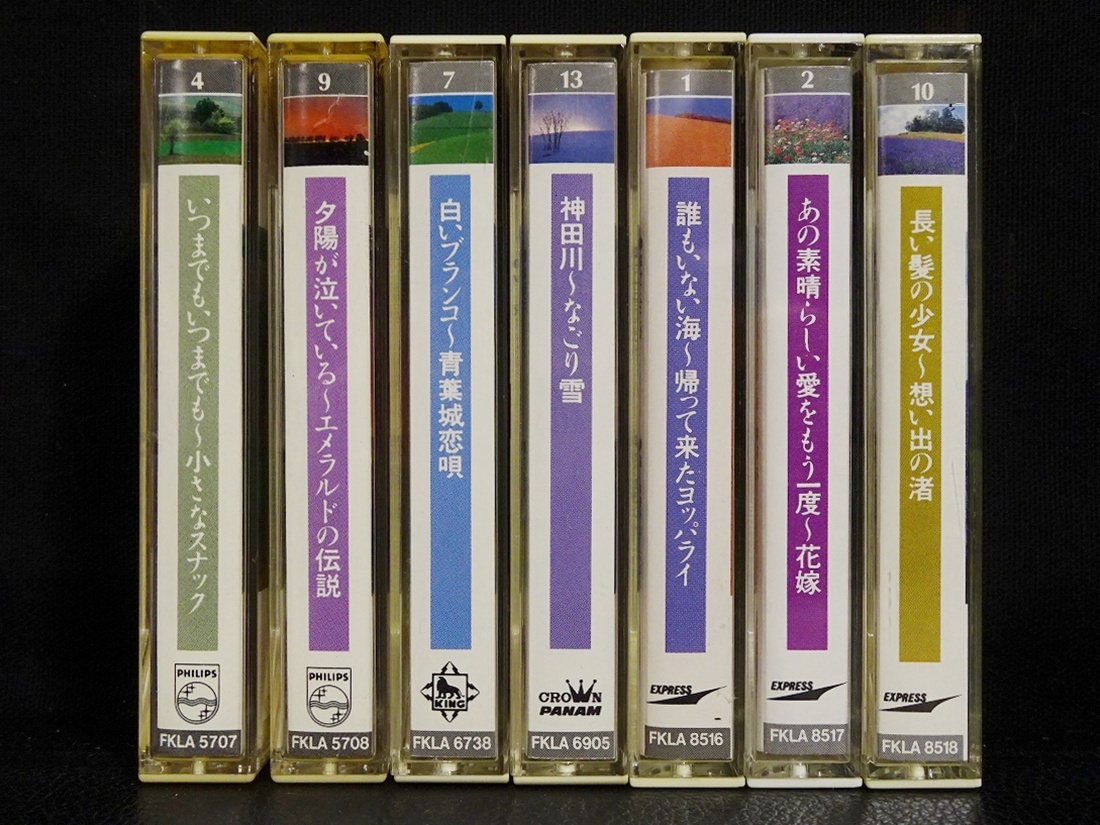 4
いつまでもいつまでも〜小さなスナック
PHILIPS
FKLA 5707
9
夕陽が泣いている〜エメラルドの伝説
PHILIPS
FKLA 5708
7
白いブランコ〜青葉城恋唄
KING
FKLA 6738
13
神田川〜なごり雪
CROWN
PANAM
FKLA 6905
1
誰もいない海〜帰って来たヨッパライ
EXPRESS
FKLA 8516
2
あの素晴らしい愛をもう一度〜花嫁
EXPRESS
FKLA 8517
10
長い髪の少女〜想い出の渚
EXPRESS
FKLA 8518